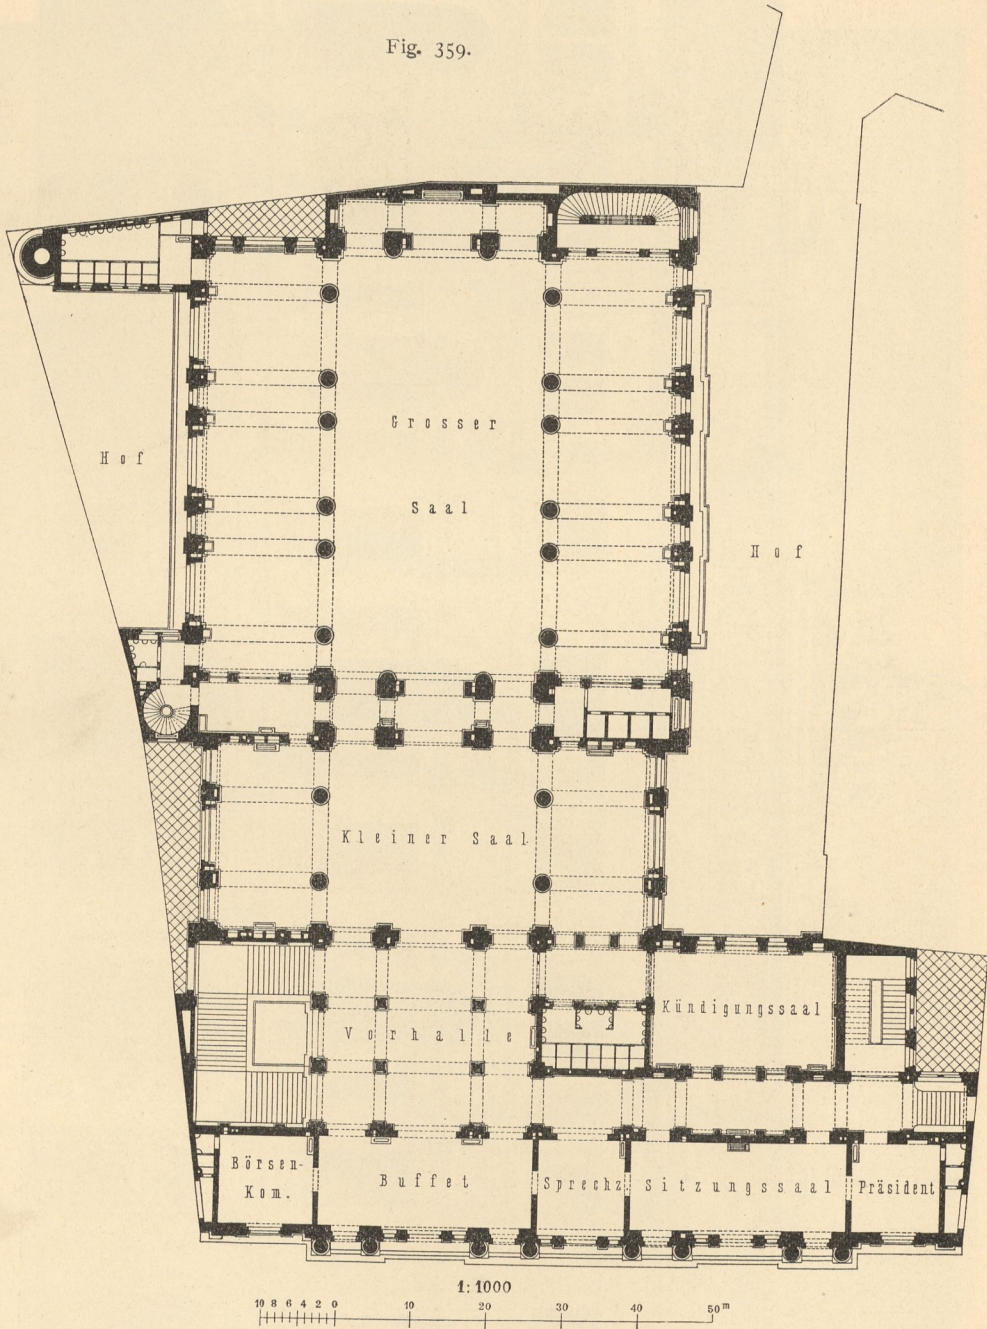 Fig. 359.
Grosser
Hof
Saal
Hof
Kleiner Saal
Kündigungssaal
Vorhalle
Börsen-
Kom.
Buffet
Sprechz.
Sitzungssaal
Präsident
1:1000
10 8 6 4 2 0 10 20 30 40 50 m